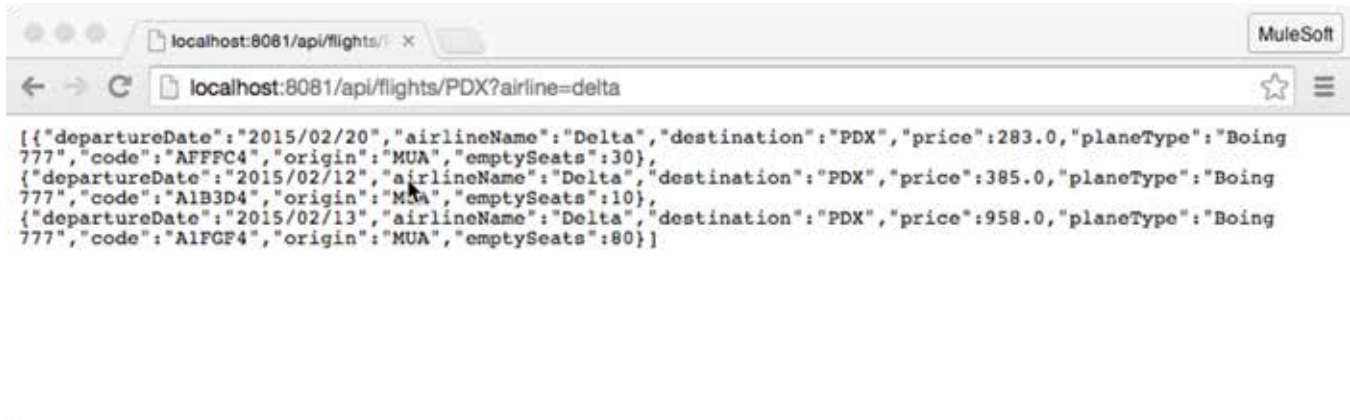 localhost:8081/api/flights/
MuleSoft
localhost:8081/api/flights/PDX?airline=delta
[{"departureDate":"2015/02/20","airlineName":"Delta","destination":"PDX","price":283.0,"planeType":"Boing
777","code":"AFFFC4","origin":"MUA","emptySeats":30},
{"departureDate":"2015/02/12","airlineName":"Delta","destination":"PDX","price":385.0,"planeType":"Boing
777","code":"A1B3D4","origin":"MUA","emptySeats":10},
{"departureDate":"2015/02/13","airlineName":"Delta","destination":"PDX","price":958.0,"planeType":"Boing
777","code":"A1FGF4","origin":"MUA","emptySeats":80}]